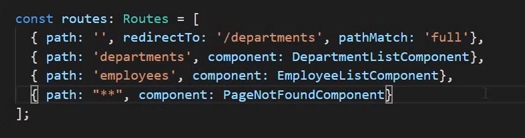 const routes: Routes = [
{ path: '', redirectTo: '/departments', pathMatch: 'full'},
{ path: 'departments', component: DepartmentListComponent},
{ path: 'employees', component: EmployeeListComponent},
{ path: "**", component: PageNotFoundComponent}
];